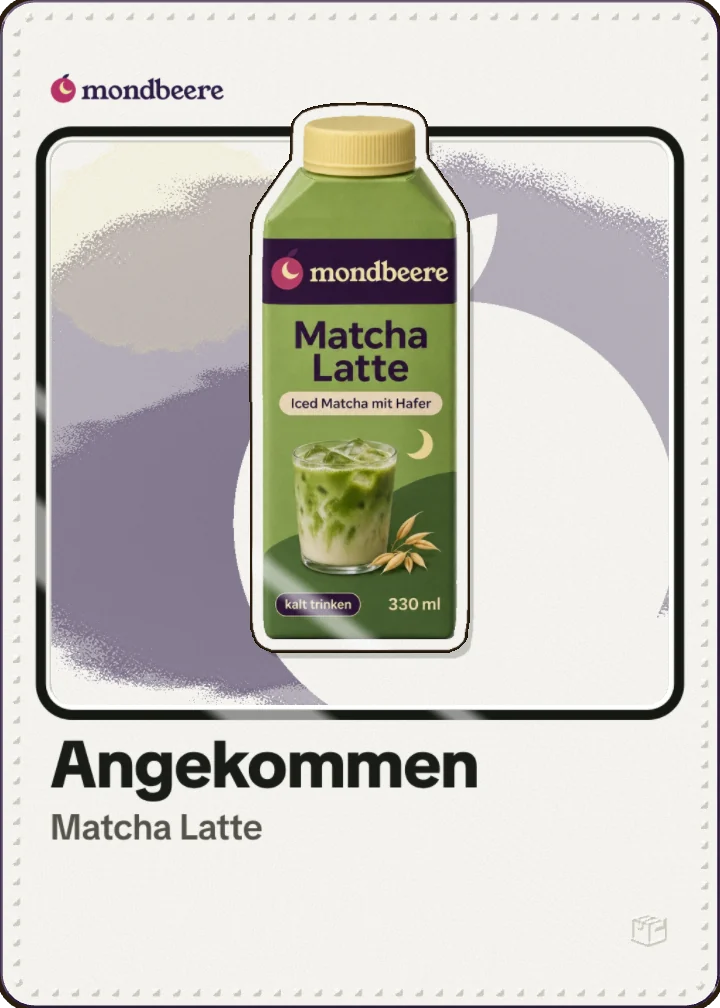 mondbeere
mondbeere
Matcha
Latte
Iced Matcha mit Hafer
kalt trinken
330 ml
Angekommen
Matcha Latte